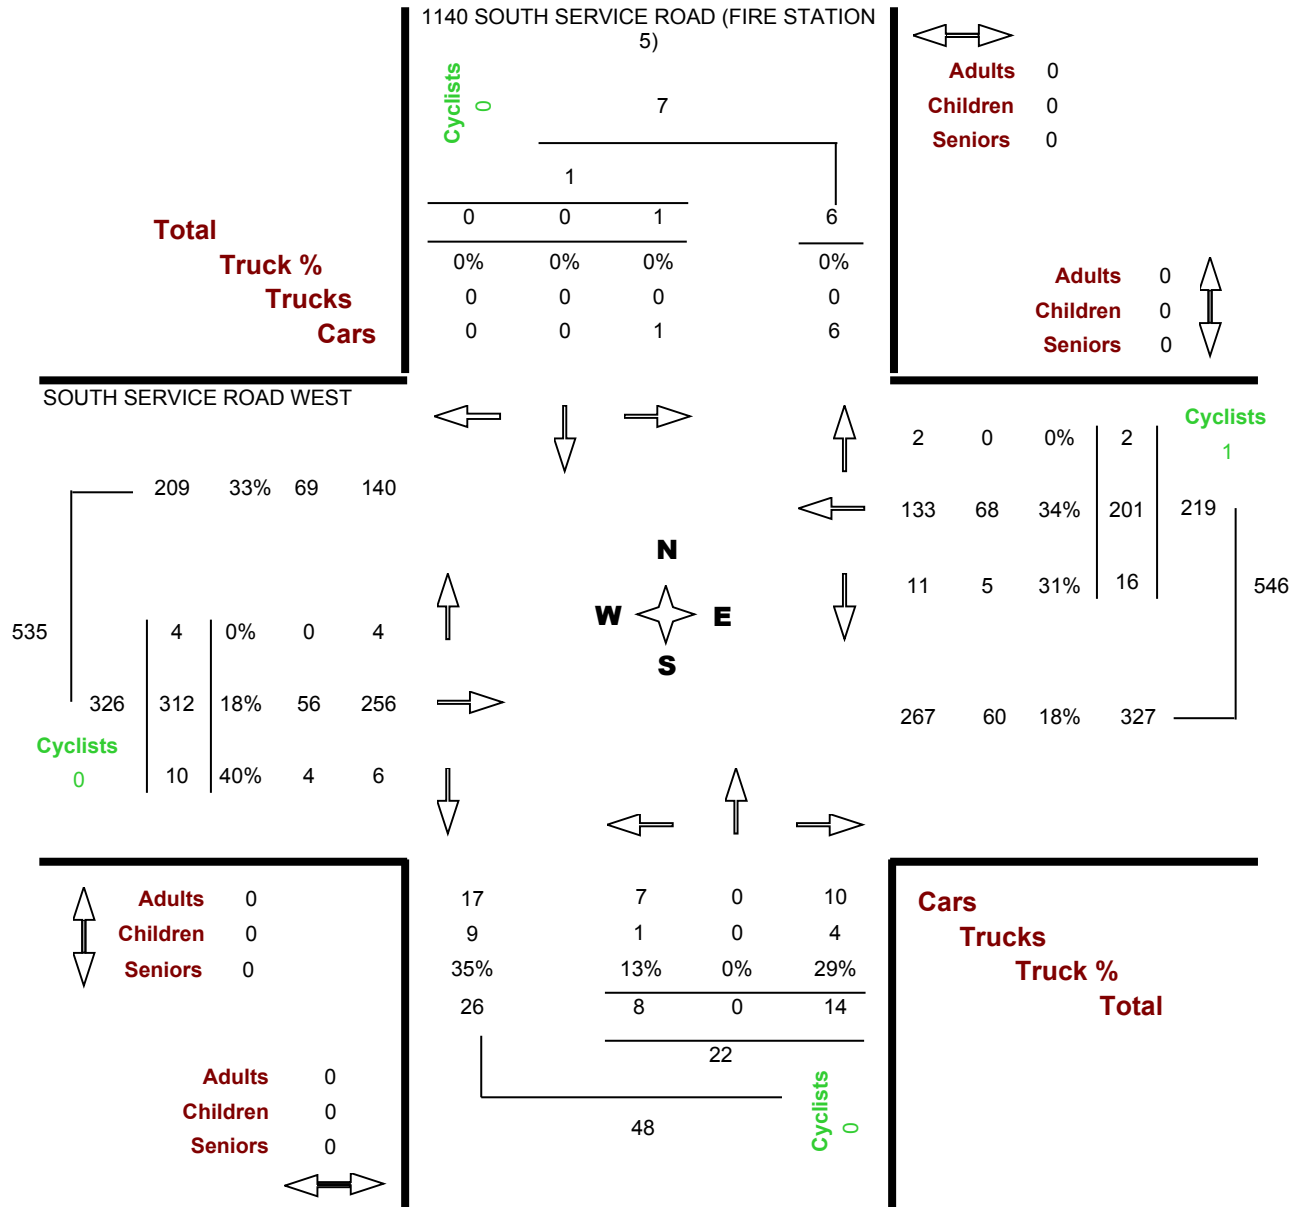 1140 SOUTH SERVICE ROAD (FIRE STATION
5)
Cyclists
0
7
1
0 0 1 6
0% 0% 0% 0%
0 0 0 0
0 0 1 6
Total
Truck %
Trucks
Cars
Adults 0
Children 0
Seniors 0
Adults 0
Children 0
Seniors 0
SOUTH SERVICE ROAD WEST
209 33% 69 140
535
4 0% 0 4
326 312 18% 56 256
Cyclists
0
10 40% 4 6
N
W E
S
Cyclists
1
2 0 0% 2
133 68 34% 201 219
11 5 31% 16
546
267 60 18% 327
Adults 0
Children 0
Seniors 0
17 7 0 10
9 1 0 4
35% 13% 0% 29%
26 8 0 14
22
48
Cyclists
0
Cars
Trucks
Truck %
Total
Adults 0
Children 0
Seniors 0